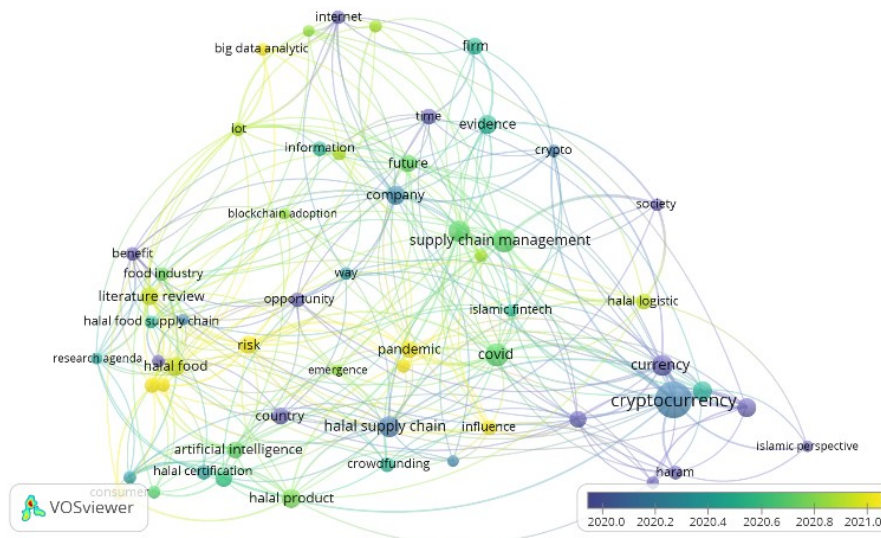 internet
big data analytic
firm
time
evidence
iot
information
crypto
future
company
society
blockchain adoption
supply chain management
benefit
food industry
way
literature review
opportunity
islamic fintech
halal logistic
halal food supply chain
risk
pandemic
covid
research agenda
halal food
emergence
currency
cryptocurrency
country
halal supply chain
influence
artificial intelligence
islamic perspective
halal certification
crowdfunding
haram
consumer
halal product
VOSviewer
2020.0 2020.2 2020.4 2020.6 2020.8 2021.0